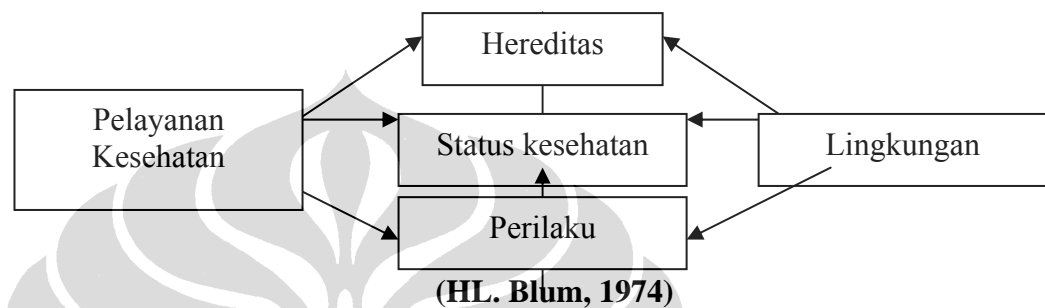 Hereditas
Pelayanan
Kesehatan
Status kesehatan
Lingkungan
Perilaku
(HL. Blum, 1974)